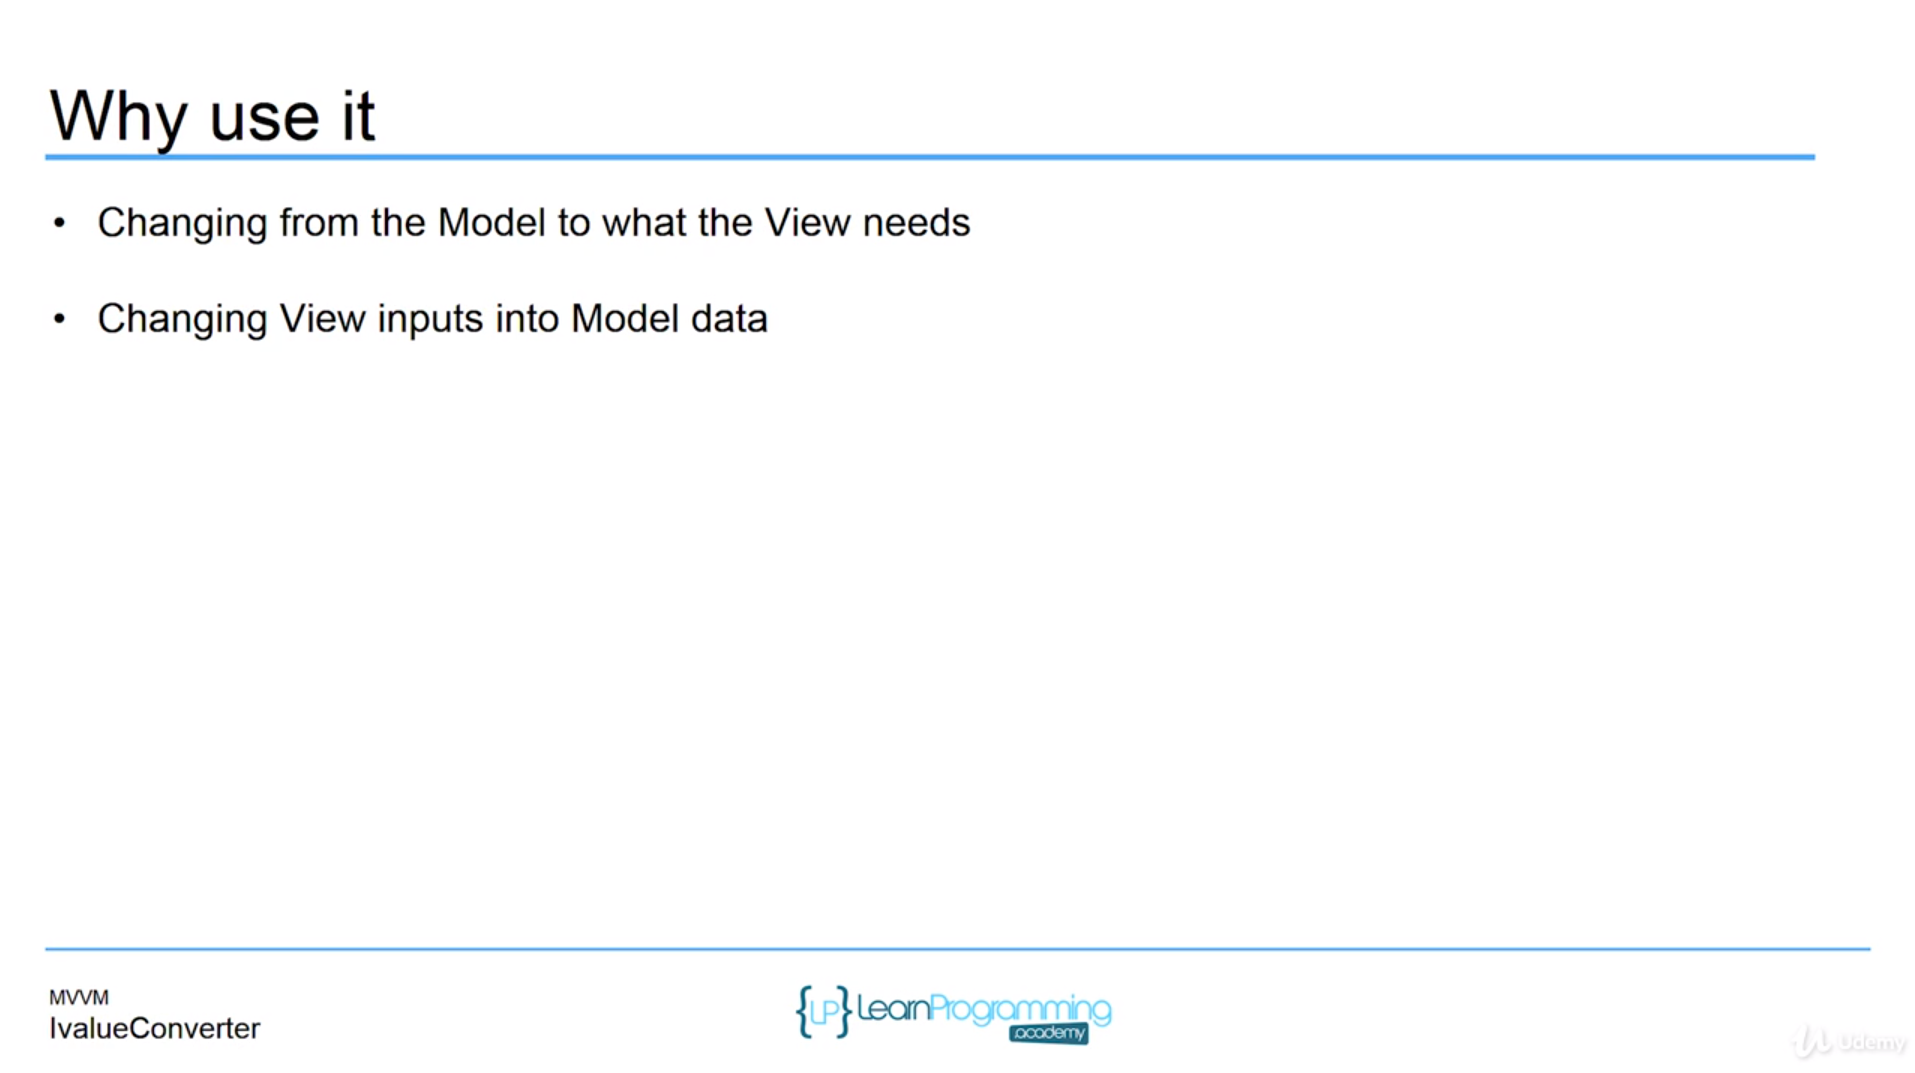 Why use it
• Changing from the Model to what the View needs
• Changing View inputs into Model data
MVVM
IvalueConverter
{LP} LearnProgramming
academy
Udemy